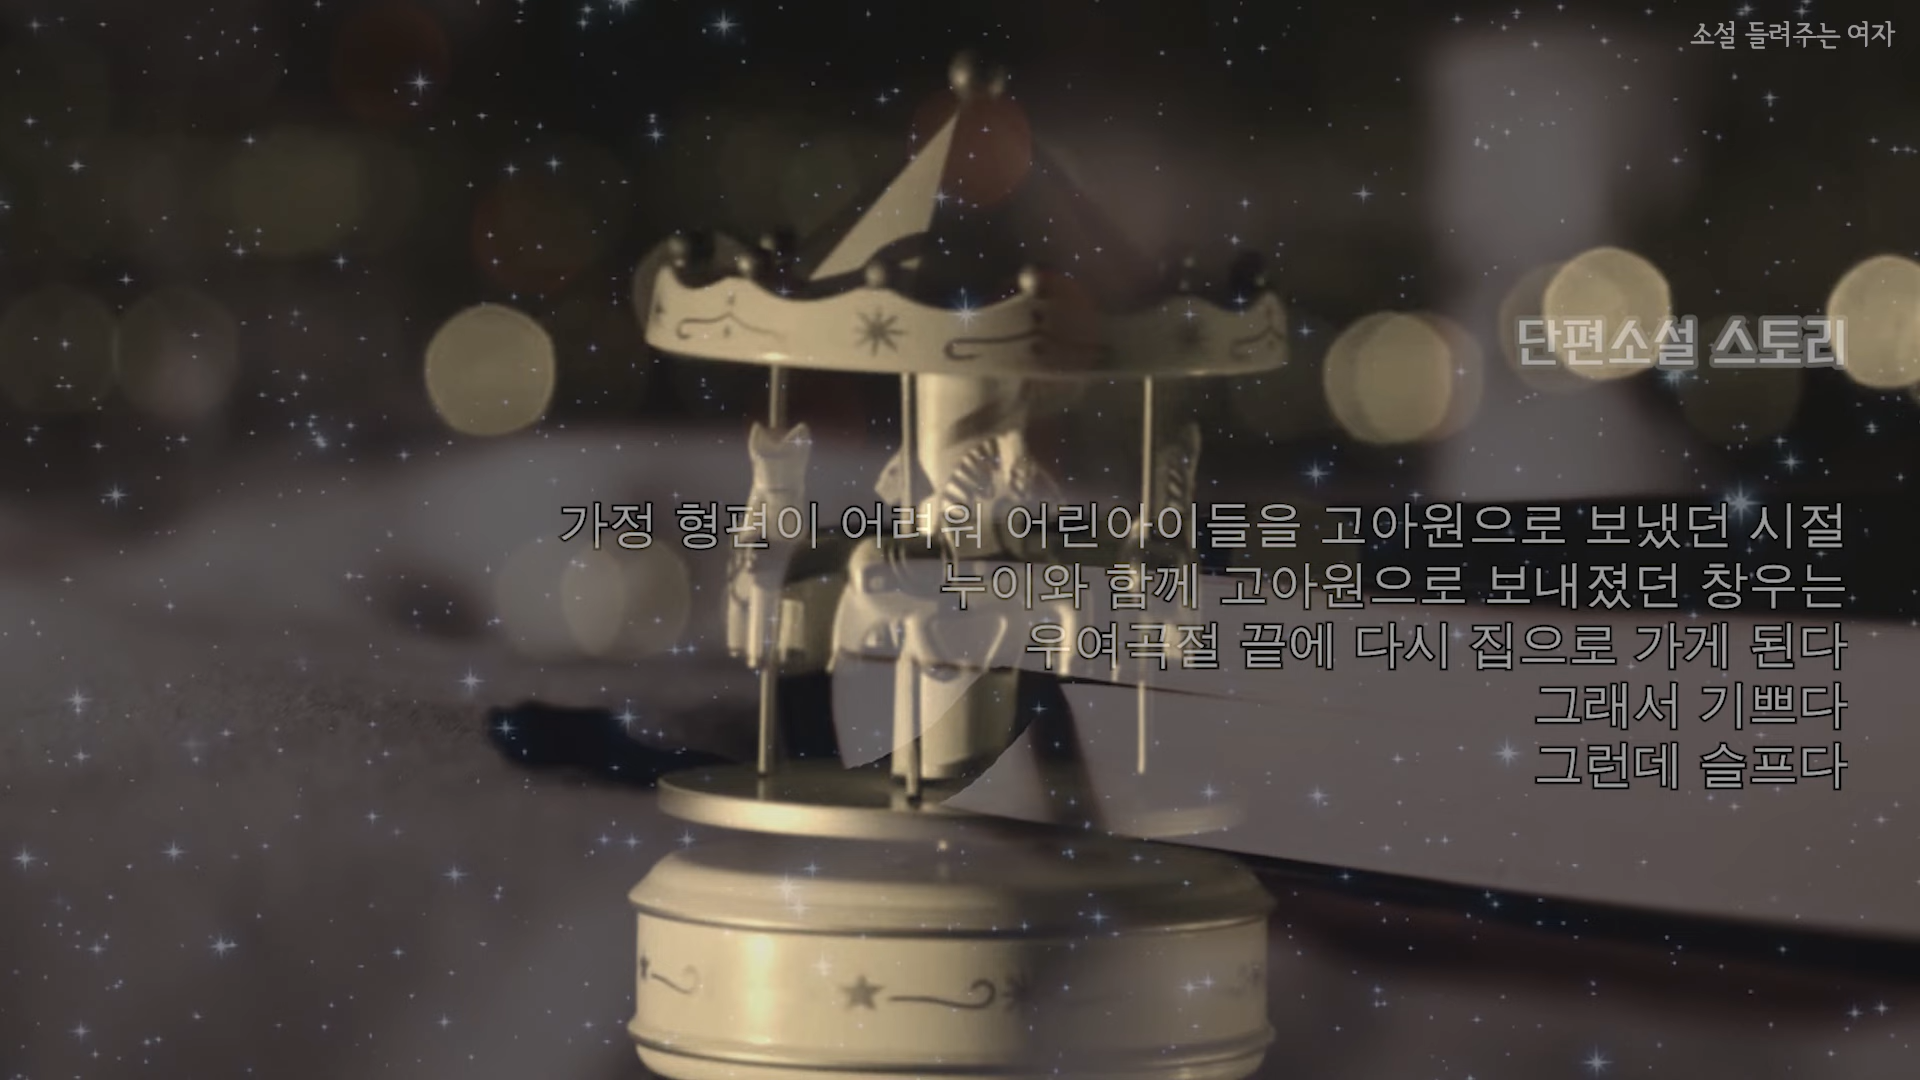 소설 들려주는 여자
단편소설 스토리
가정 형편이 어려워 어린아이들을 고아원으로 보냈던 시절
누이와 함께 고아원으로 보내졌던 창우는
우여곡절 끝에 다시 집으로 가게 된다
그래서 기쁘다
그런데 슬프다